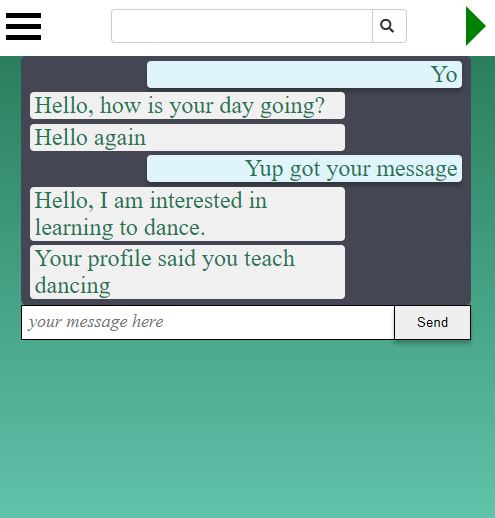 Yo
Hello, how is your day going?
Hello again
Yup got your message
Hello, I am interested in
learning to dance.
Your profile said you teach
dancing
your message here
Send